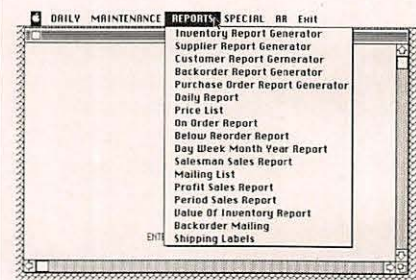 DAILY MAINTENANCE REPORTS SPECIAL AR Exit
Inventory Report Generator
Supplier Report Generator
Customer Report Gernerator
Backorder Report Generator
Purchase Order Report Generator
Daily Report
Price List
On Order Report
Below Reorder Report
Day Week Month Year Report
Salesman Sales Report
Mailing List
Profit Sales Report
Period Sales Report
Value Of Inventory Report
Backorder Mailing
Shipping Labels
ENTE